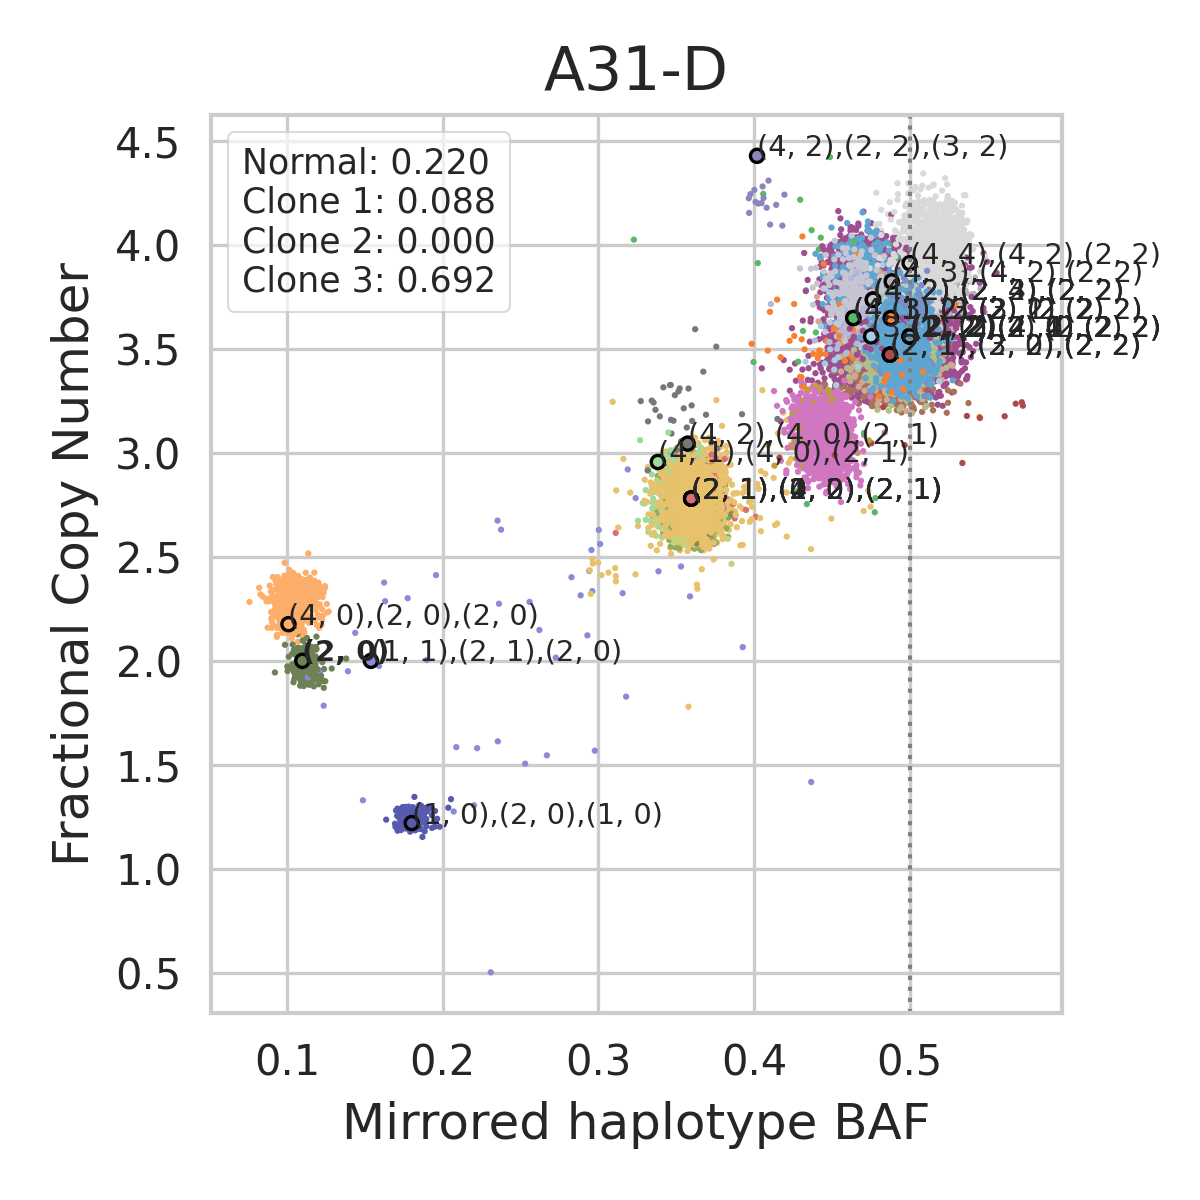 A31-D
Normal: 0.220
Clone 1: 0.088
Clone 2: 0.000
Clone 3: 0.692
Fractional Copy Number
4.5
4.0
3.5
3.0
2.5
2.0
1.5
1.0
0.5
(4, 2),(2, 2),(3, 2)
(4, 4),(4, 2),(2, 2)
(4, 3),(4, 2),(2, 2)
(4, 2),(4, 0),(2, 1)
(4, 1),(4, 0),(2, 1)
(4, 0),(2, 0),(2, 0)
(2, 0)
(1, 1),(2, 1),(2, 0)
(1, 0),(2, 0),(1, 0)
0.1
0.2
0.3
0.4
0.5
Mirrored haplotype BAF